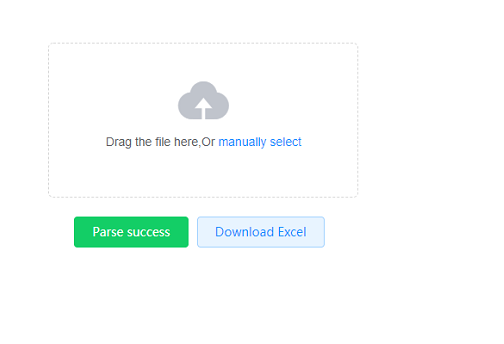 Drag the file here,Or manually select
Parse success
Download Excel